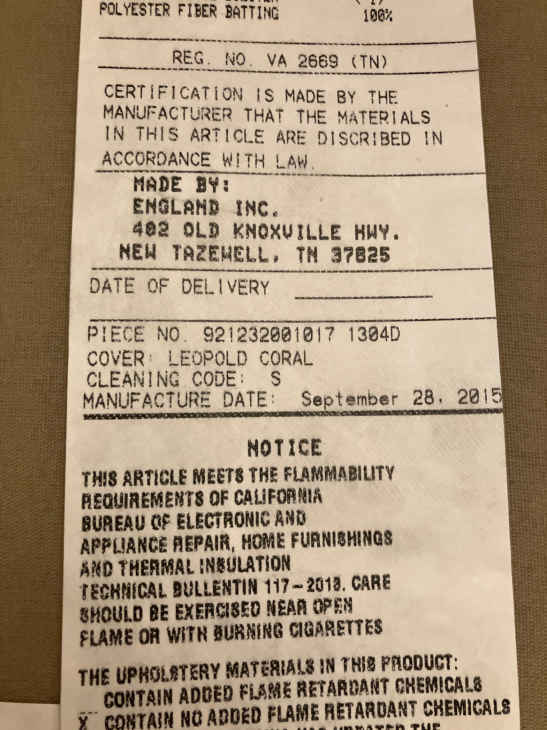 POLYESTER FIBER BATTING 100%
REG. NO. VA 2669 (TN)
CERTIFICATION IS MADE BY THE
MANUFACTURER THAT THE MATERIALS
IN THIS ARTICLE ARE DISCRIBED IN
ACCORDANCE WITH LAW.
MADE BY:
ENGLAND INC.
402 OLD KNOXVILLE HWY.
NEW TAZEWELL, TN 37825
DATE OF DELIVERY
PIECE NO. 921232001017 1304D
COVER: LEOPOLD CORAL
CLEANING CODE: S
MANUFACTURE DATE: September 28, 2015
NOTICE
THIS ARTICLE MEETS THE FLAMMABILITY
REQUIREMENTS OF CALIFORNIA
BUREAU OF ELECTRONIC AND
APPLIANCE REPAIR, HOME FURNISHINGS
AND THERMAL INSULATION
TECHNICAL BULLENTIN 117-2013. CARE
SHOULD BE EXERCISED NEAR OPEN
FLAME OR WITH BURNING CIGARETTES
THE UPHOLSTERY MATERIALS IN THIS PRODUCT:
CONTAIN ADDED FLAME RETARDANT CHEMICALS
X CONTAIN NO ADDED FLAME RETARDANT CHEMICALS